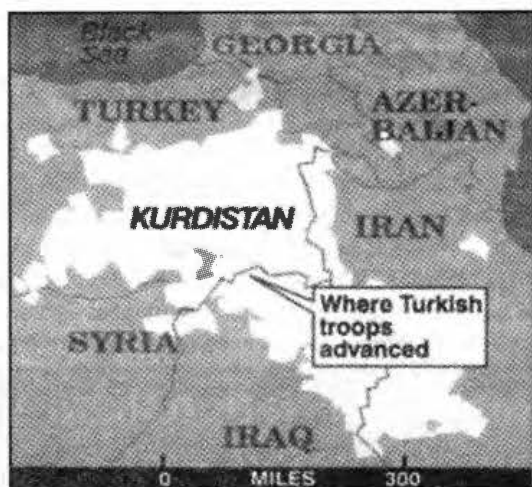 Black
Sea
GEORGIA
TURKEY
AZER-
BAIJAN
KURDISTAN
IRAN
Where Turkish
troops
advanced
SYRIA
IRAQ
0 MILES 300